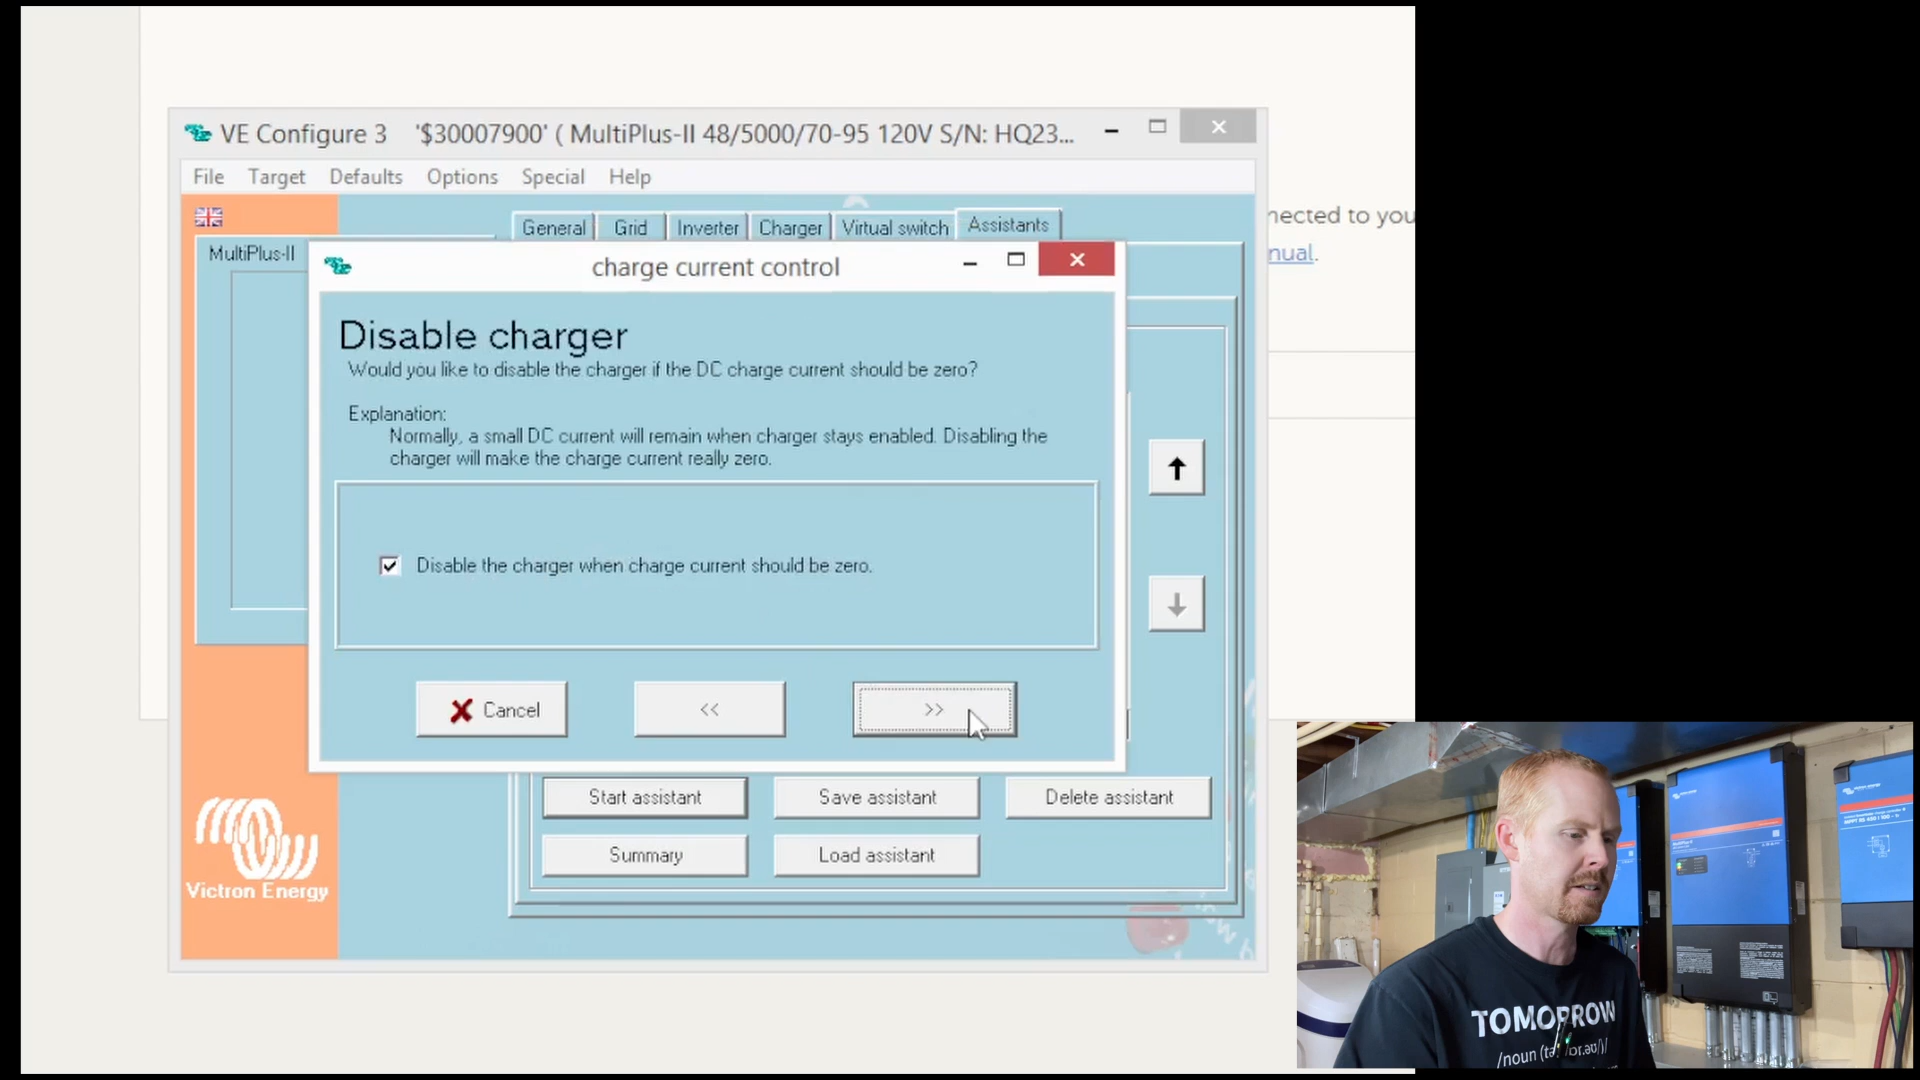 VE Configure 3 '$30007900' ( MultiPlus-II 48/5000/70-95 120V S/N: HQ23...
File Target Defaults Options Special Help
General Grid Inverter Charger Virtual switch Assistants
MultiPlus-II
charge current control
Disable charger
Would you like to disable the charger if the DC charge current should be zero?
Explanation:
Normally, a small DC current will remain when charger stays enabled. Disabling the
charger will make the charge current really zero.
Disable the charger when charge current should be zero.
Cancel << >>
Start assistant Save assistant Delete assistant
Summary Load assistant
Victron Energy
nected to you
nual.
TOMORROW
/noun